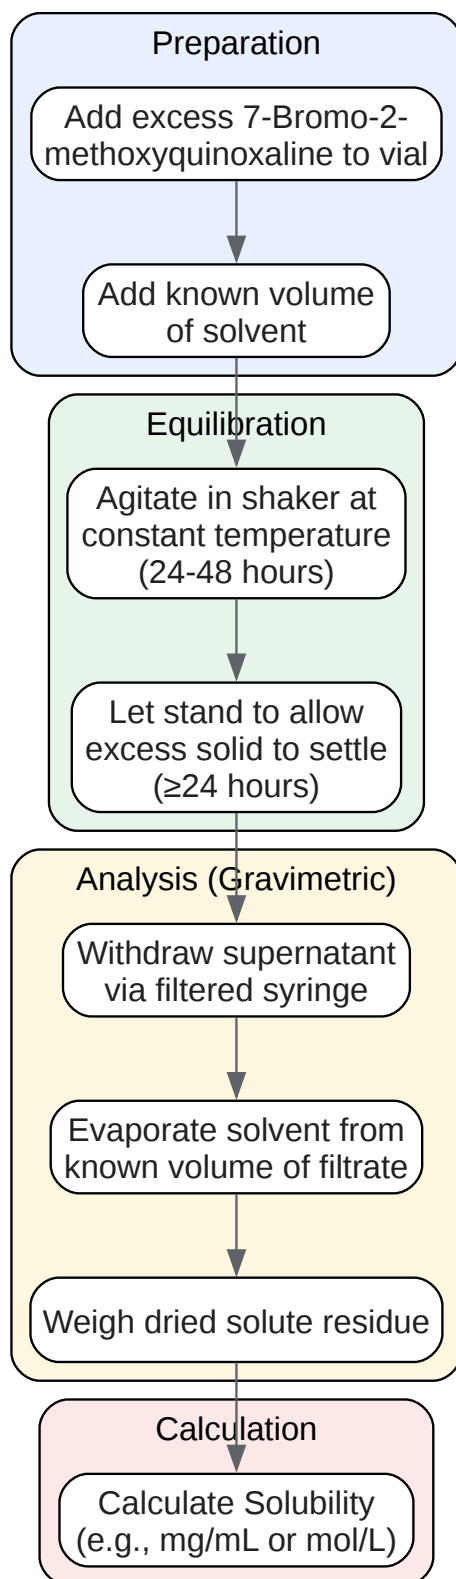 Preparation
Add excess 7-Bromo-2-
methoxyquinoxaline to vial
Add known volume
of solvent
Equilibration
Agitate in shaker at
constant temperature
(24-48 hours)
Let stand to allow
excess solid to settle
(≥24 hours)
Analysis (Gravimetric)
Withdraw supernatant
via filtered syringe
Evaporate solvent from
known volume of filtrate
Weigh dried solute residue
Calculation
Calculate Solubility
(e.g., mg/mL or mol/L)